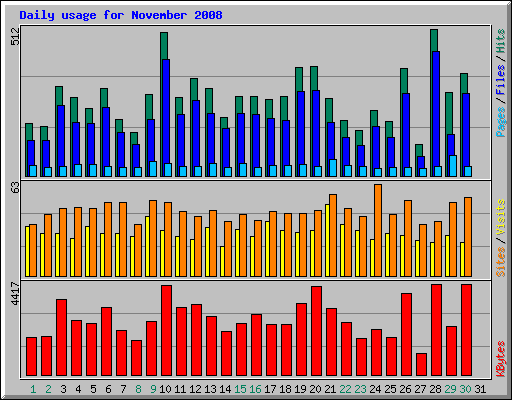 Daily usage for November 2008
512
Pages / Files / Hits
63
Sites / Visits
4417
KBytes
1 2 3 4 5 6 7 8 9 10 11 12 13 14 15 16 17 18 19 20 21 22 23 24 25 26 27 28 29 30 31